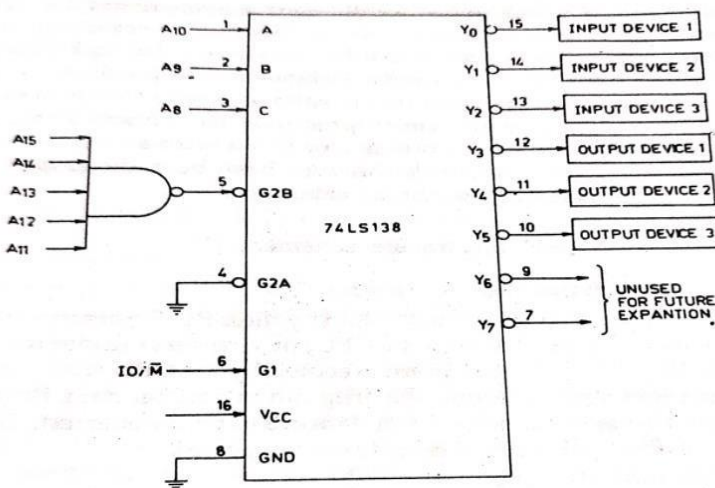 A10 1 A Y0 15 INPUT DEVICE 1
A9 2 B Y1 14 INPUT DEVICE 2
A8 3 C Y2 13 INPUT DEVICE 3
Y3 12 OUTPUT DEVICE 1
A15
A14
A13
A12
A11
5 G2B Y4 11 OUTPUT DEVICE 2
74LS138
Y5 10 OUTPUT DEVICE 3
4 G2A Y6 9
Y7 7
UNUSED
FOR FUTURE
EXPANTION
IO/M̅ 6 G1
16 VCC
8 GND